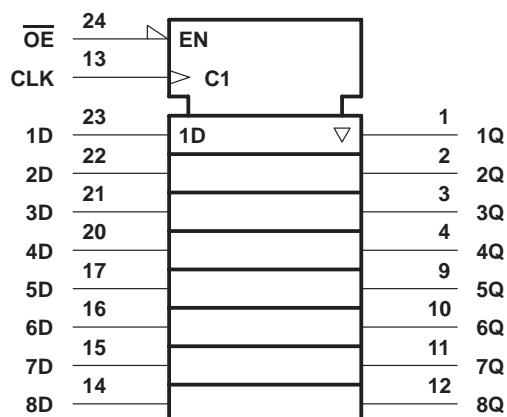 24
O̅E̅ EN
13
CLK C1
23 1
1D 1D 1Q
22 2
2D 2Q
21 3
3D 3Q
20 4
4D 4Q
17 9
5D 5Q
16 10
6D 6Q
15 11
7D 7Q
14 12
8D 8Q